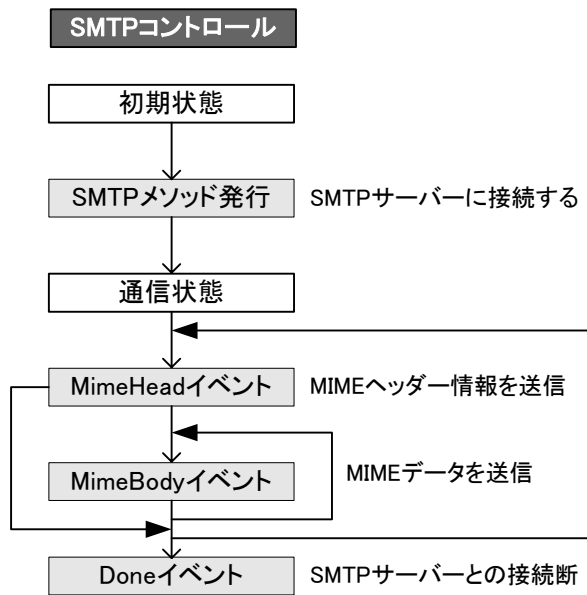 SMTPコントロール
初期状態
SMTPメソッド発行
SMTPサーバーに接続する
通信状態
MimeHeadイベント
MIMEヘッダー情報を送信
MimeBodyイベント
MIMEデータを送信
Doneイベント
SMTPサーバーとの接続断